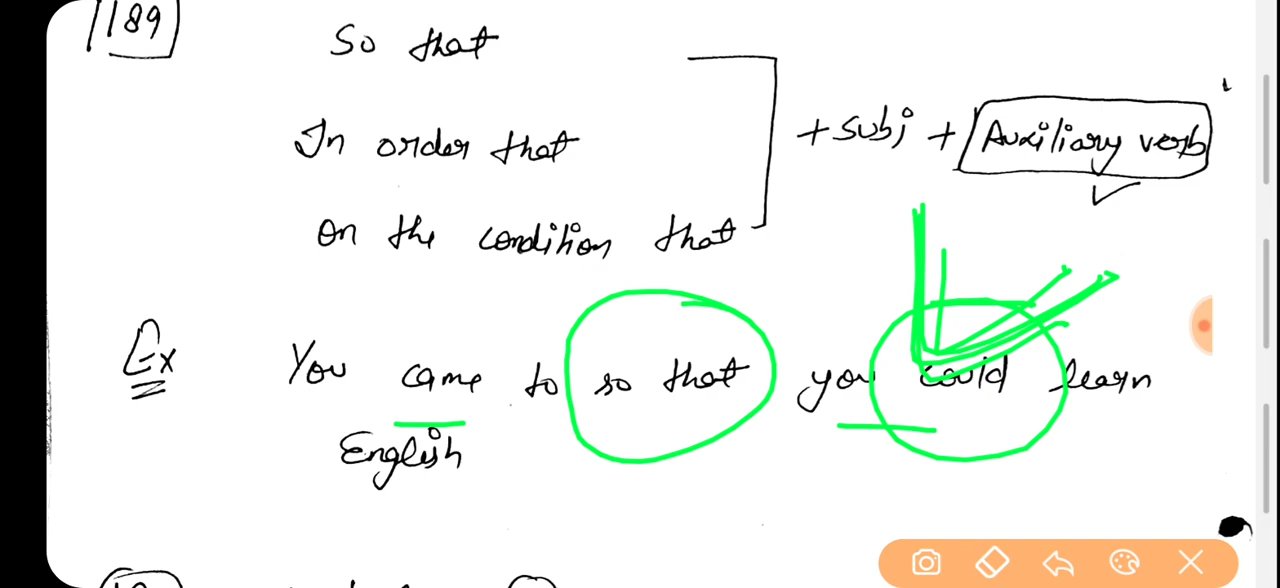 1189
So that
In order that
+ Subj + Auxiliary verb
on the condition that
Ex You came to so that you could learn
English